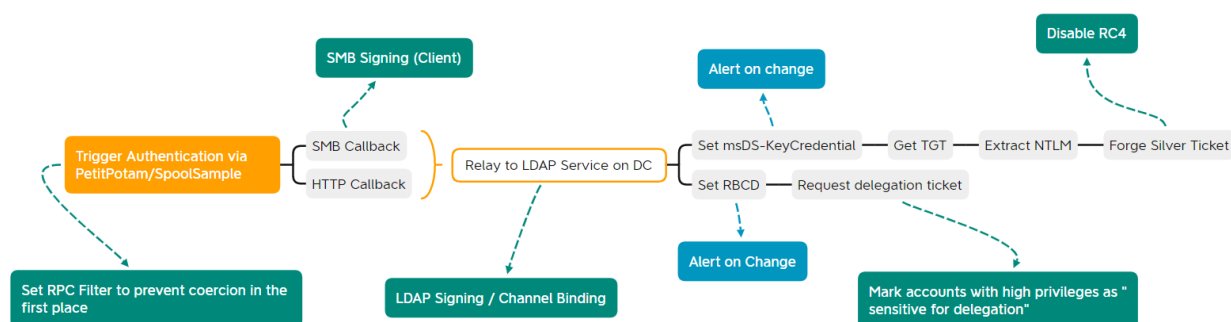 Disable RC4
SMB Signing (Client)
Alert on change
Trigger Authentication via
PetitPotam/SpoolSample
SMB Callback
HTTP Callback
Relay to LDAP Service on DC
Set msDS-KeyCredential
Get TGT
Extract NTLM
Forge Silver Ticket
Set RBCD
Request delegation ticket
Alert on Change
Set RPC Filter to prevent coercion in the
first place
LDAP Signing / Channel Binding
Mark accounts with high privileges as "
sensitive for delegation"